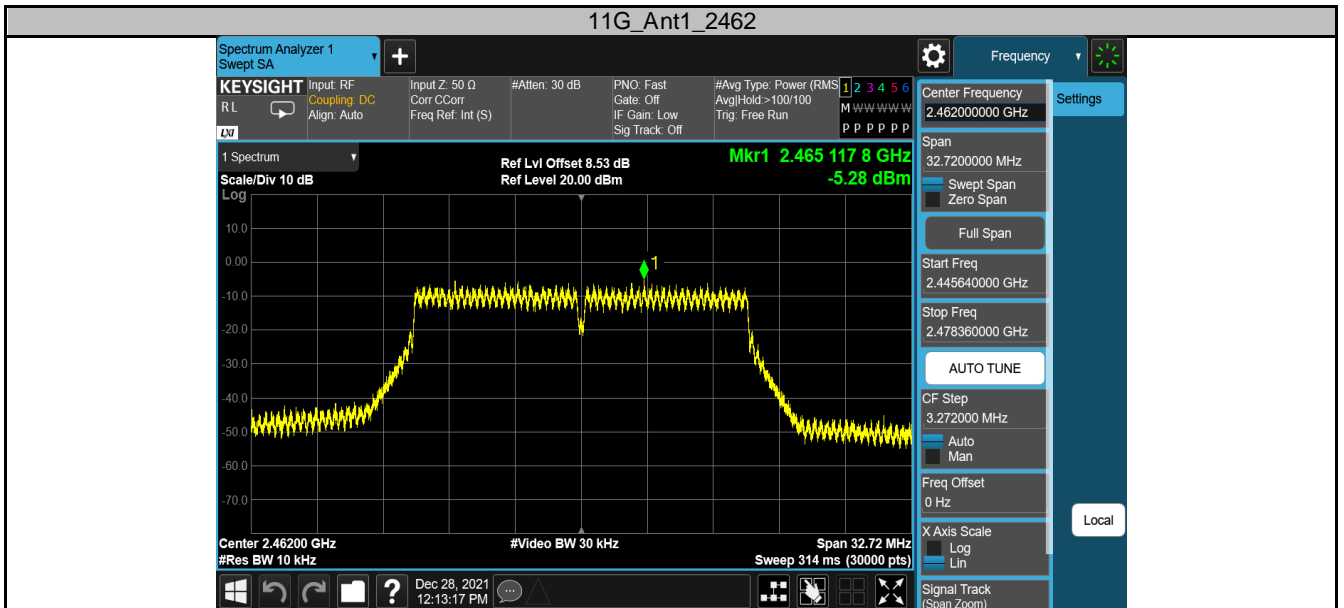 11G_Ant1_2462
Spectrum Analyzer 1
Swept SA
+
Frequency
KEYSIGHT
R L
LXI
Input: RF
Coupling: DC
Align: Auto
Input Z: 50 Ω
Corr CCorr
Freq Ref: Int (S)
#Atten: 30 dB
PNO: Fast
Gate: Off
IF Gain: Low
Sig Track: Off
#Avg Type: Power (RMS
Avg|Hold:>100/100
Trig: Free Run
1 2 3 4 5 6
M W W W W W
P P P P P P
Center Frequency
2.462000000 GHz
Settings
Span
32.7200000 MHz
Swept Span
Zero Span
Full Span
Start Freq
2.445640000 GHz
Stop Freq
2.478360000 GHz
AUTO TUNE
CF Step
3.272000 MHz
Auto
Man
Freq Offset
0 Hz
X Axis Scale
Log
Lin
Signal Track
(Span Zoom)
Local
1 Spectrum
Scale/Div 10 dB
Ref Lvl Offset 8.53 dB
Ref Level 20.00 dBm
Mkr1 2.465 117 8 GHz
-5.28 dBm
Log
10.0
0.00
-10.0
-20.0
-30.0
-40.0
-50.0
-60.0
-70.0
1
Center 2.46200 GHz
#Res BW 10 kHz
#Video BW 30 kHz
Span 32.72 MHz
Sweep 314 ms (30000 pts)
?
Dec 28, 2021
12:13:17 PM